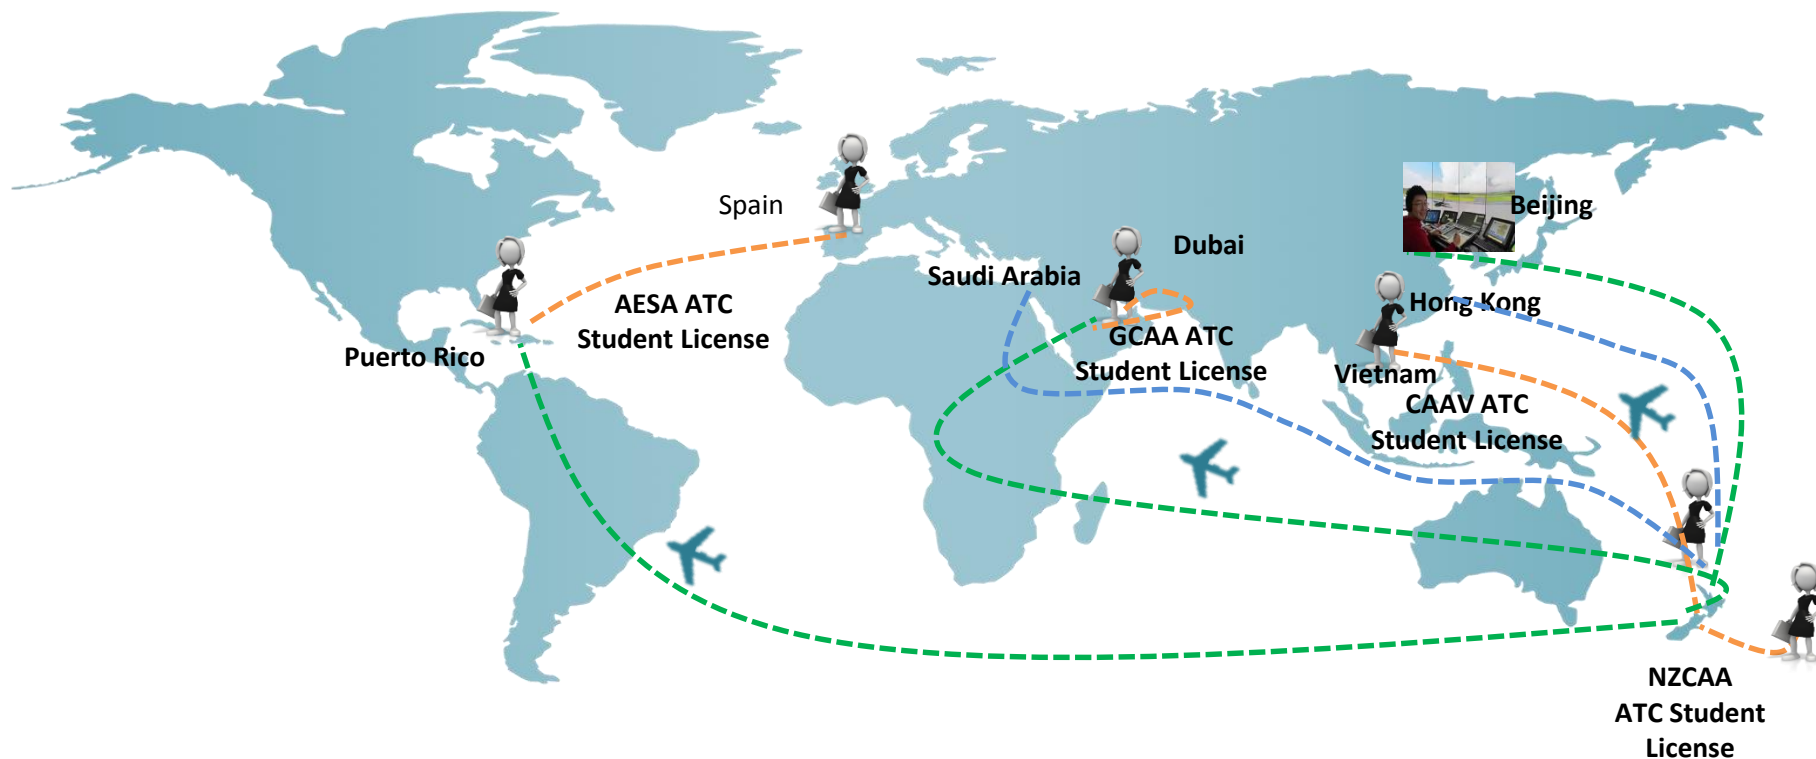 Spain
Beijing
Dubai
Saudi Arabia
Hong Kong
AESA ATC
Student License
GCAA ATC
Student License
Puerto Rico
Vietnam
CAAV ATC
Student License
NZCAA
ATC Student
License